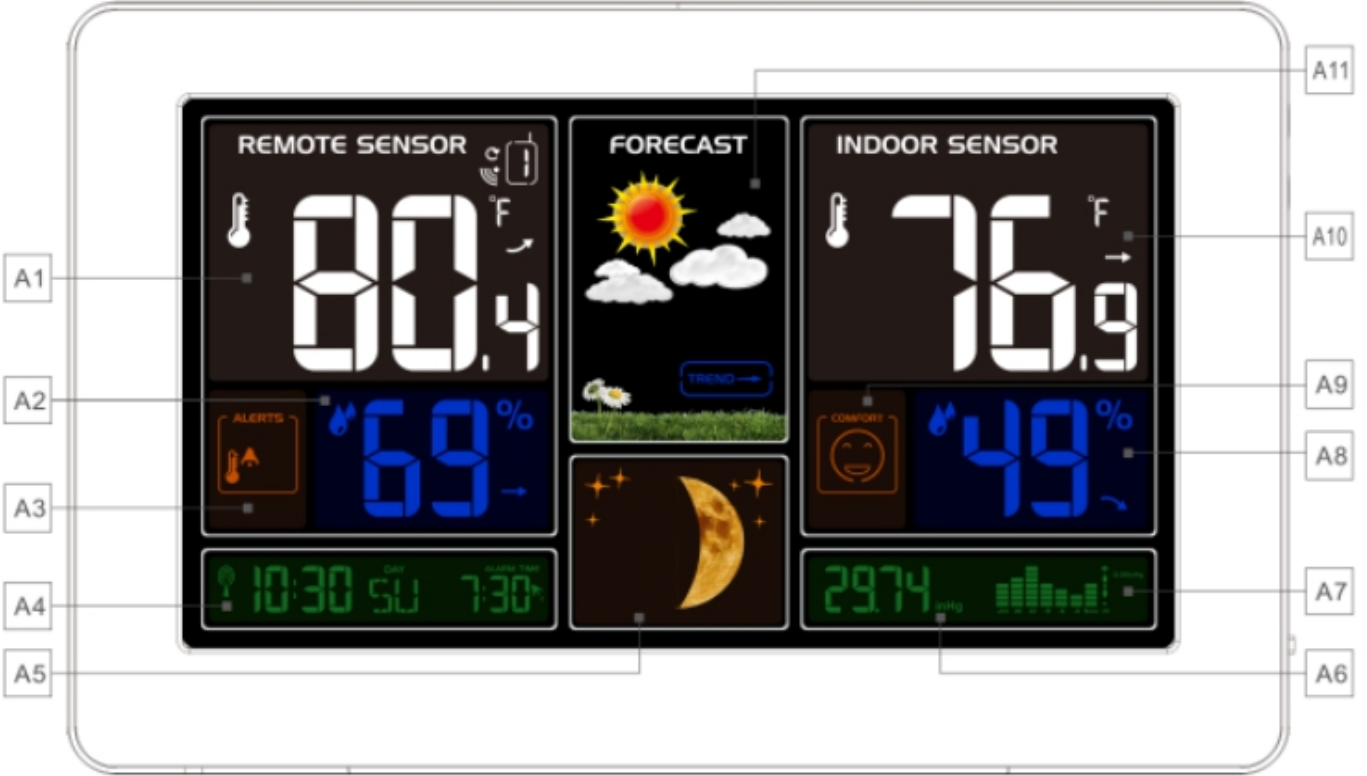 A11
REMOTE SENSOR
1
FORECAST
INDOOR SENSOR
80.4 °F
76.9 °F
A10
A1
TREND
A9
A2
ALERTS
69 %
COMFORT
49 %
A8
A3
10:30
DAY
SU
ALARM TIME
7:30
29.74 inHg
A7
A4
A5
A6